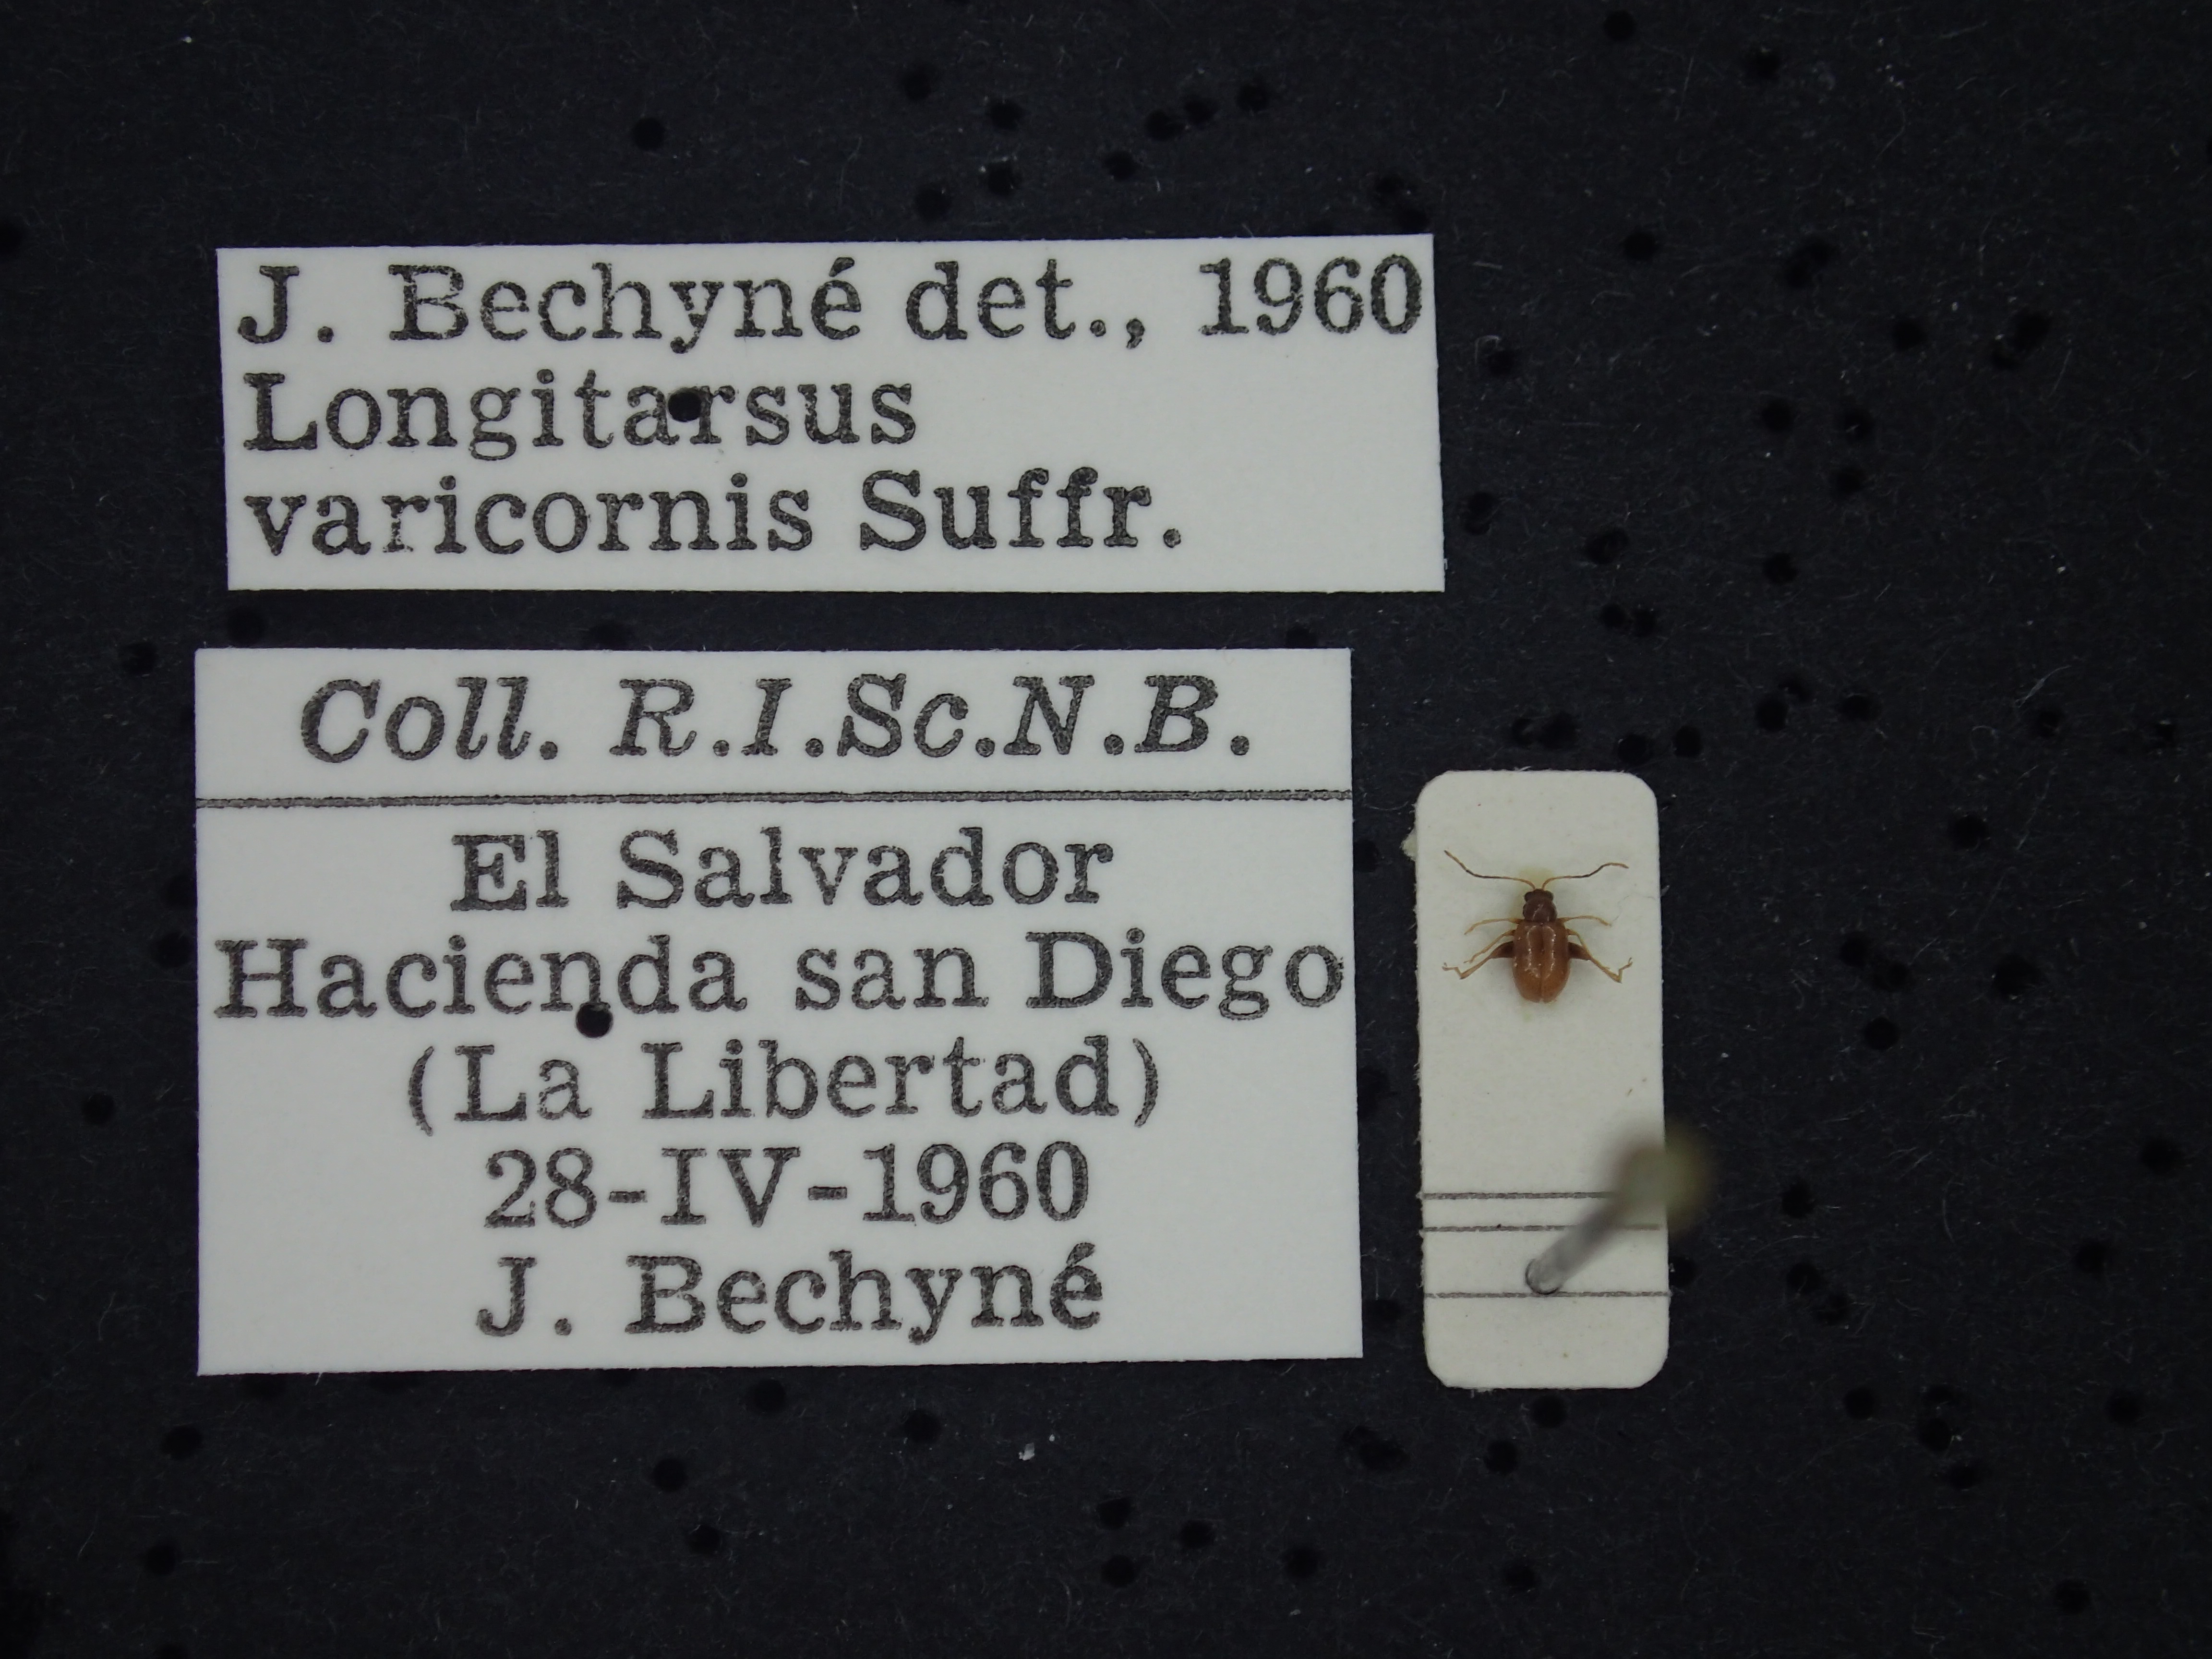 J. Bechyné det., 1960
Longitarsus
varicornis Suffr.
Coll. R.I.Sc.N.B.
El Salvador
Hacienda san Diego
(La Libertad)
28-IV-1960
J. Bechyné